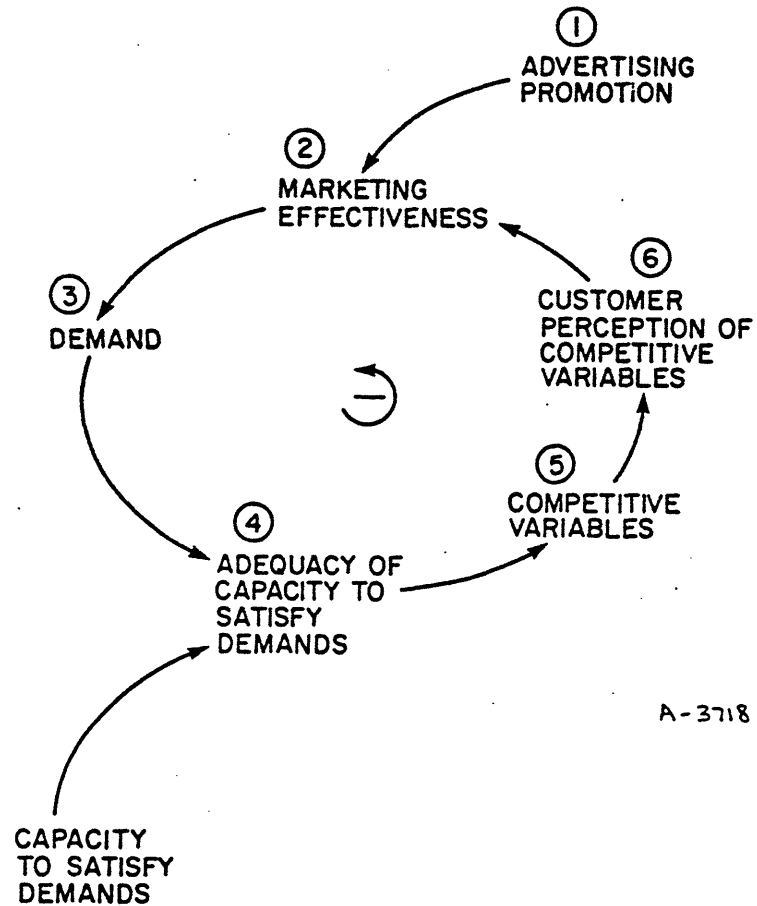 1
ADVERTISING
PROMOTION
2
MARKETING
EFFECTIVENESS
3
DEMAND
6
CUSTOMER
PERCEPTION OF
COMPETITIVE
VARIABLES
5
COMPETITIVE
VARIABLES
4
ADEQUACY OF
CAPACITY TO
SATISFY
DEMANDS
A-3718
CAPACITY
TO SATISFY
DEMANDS